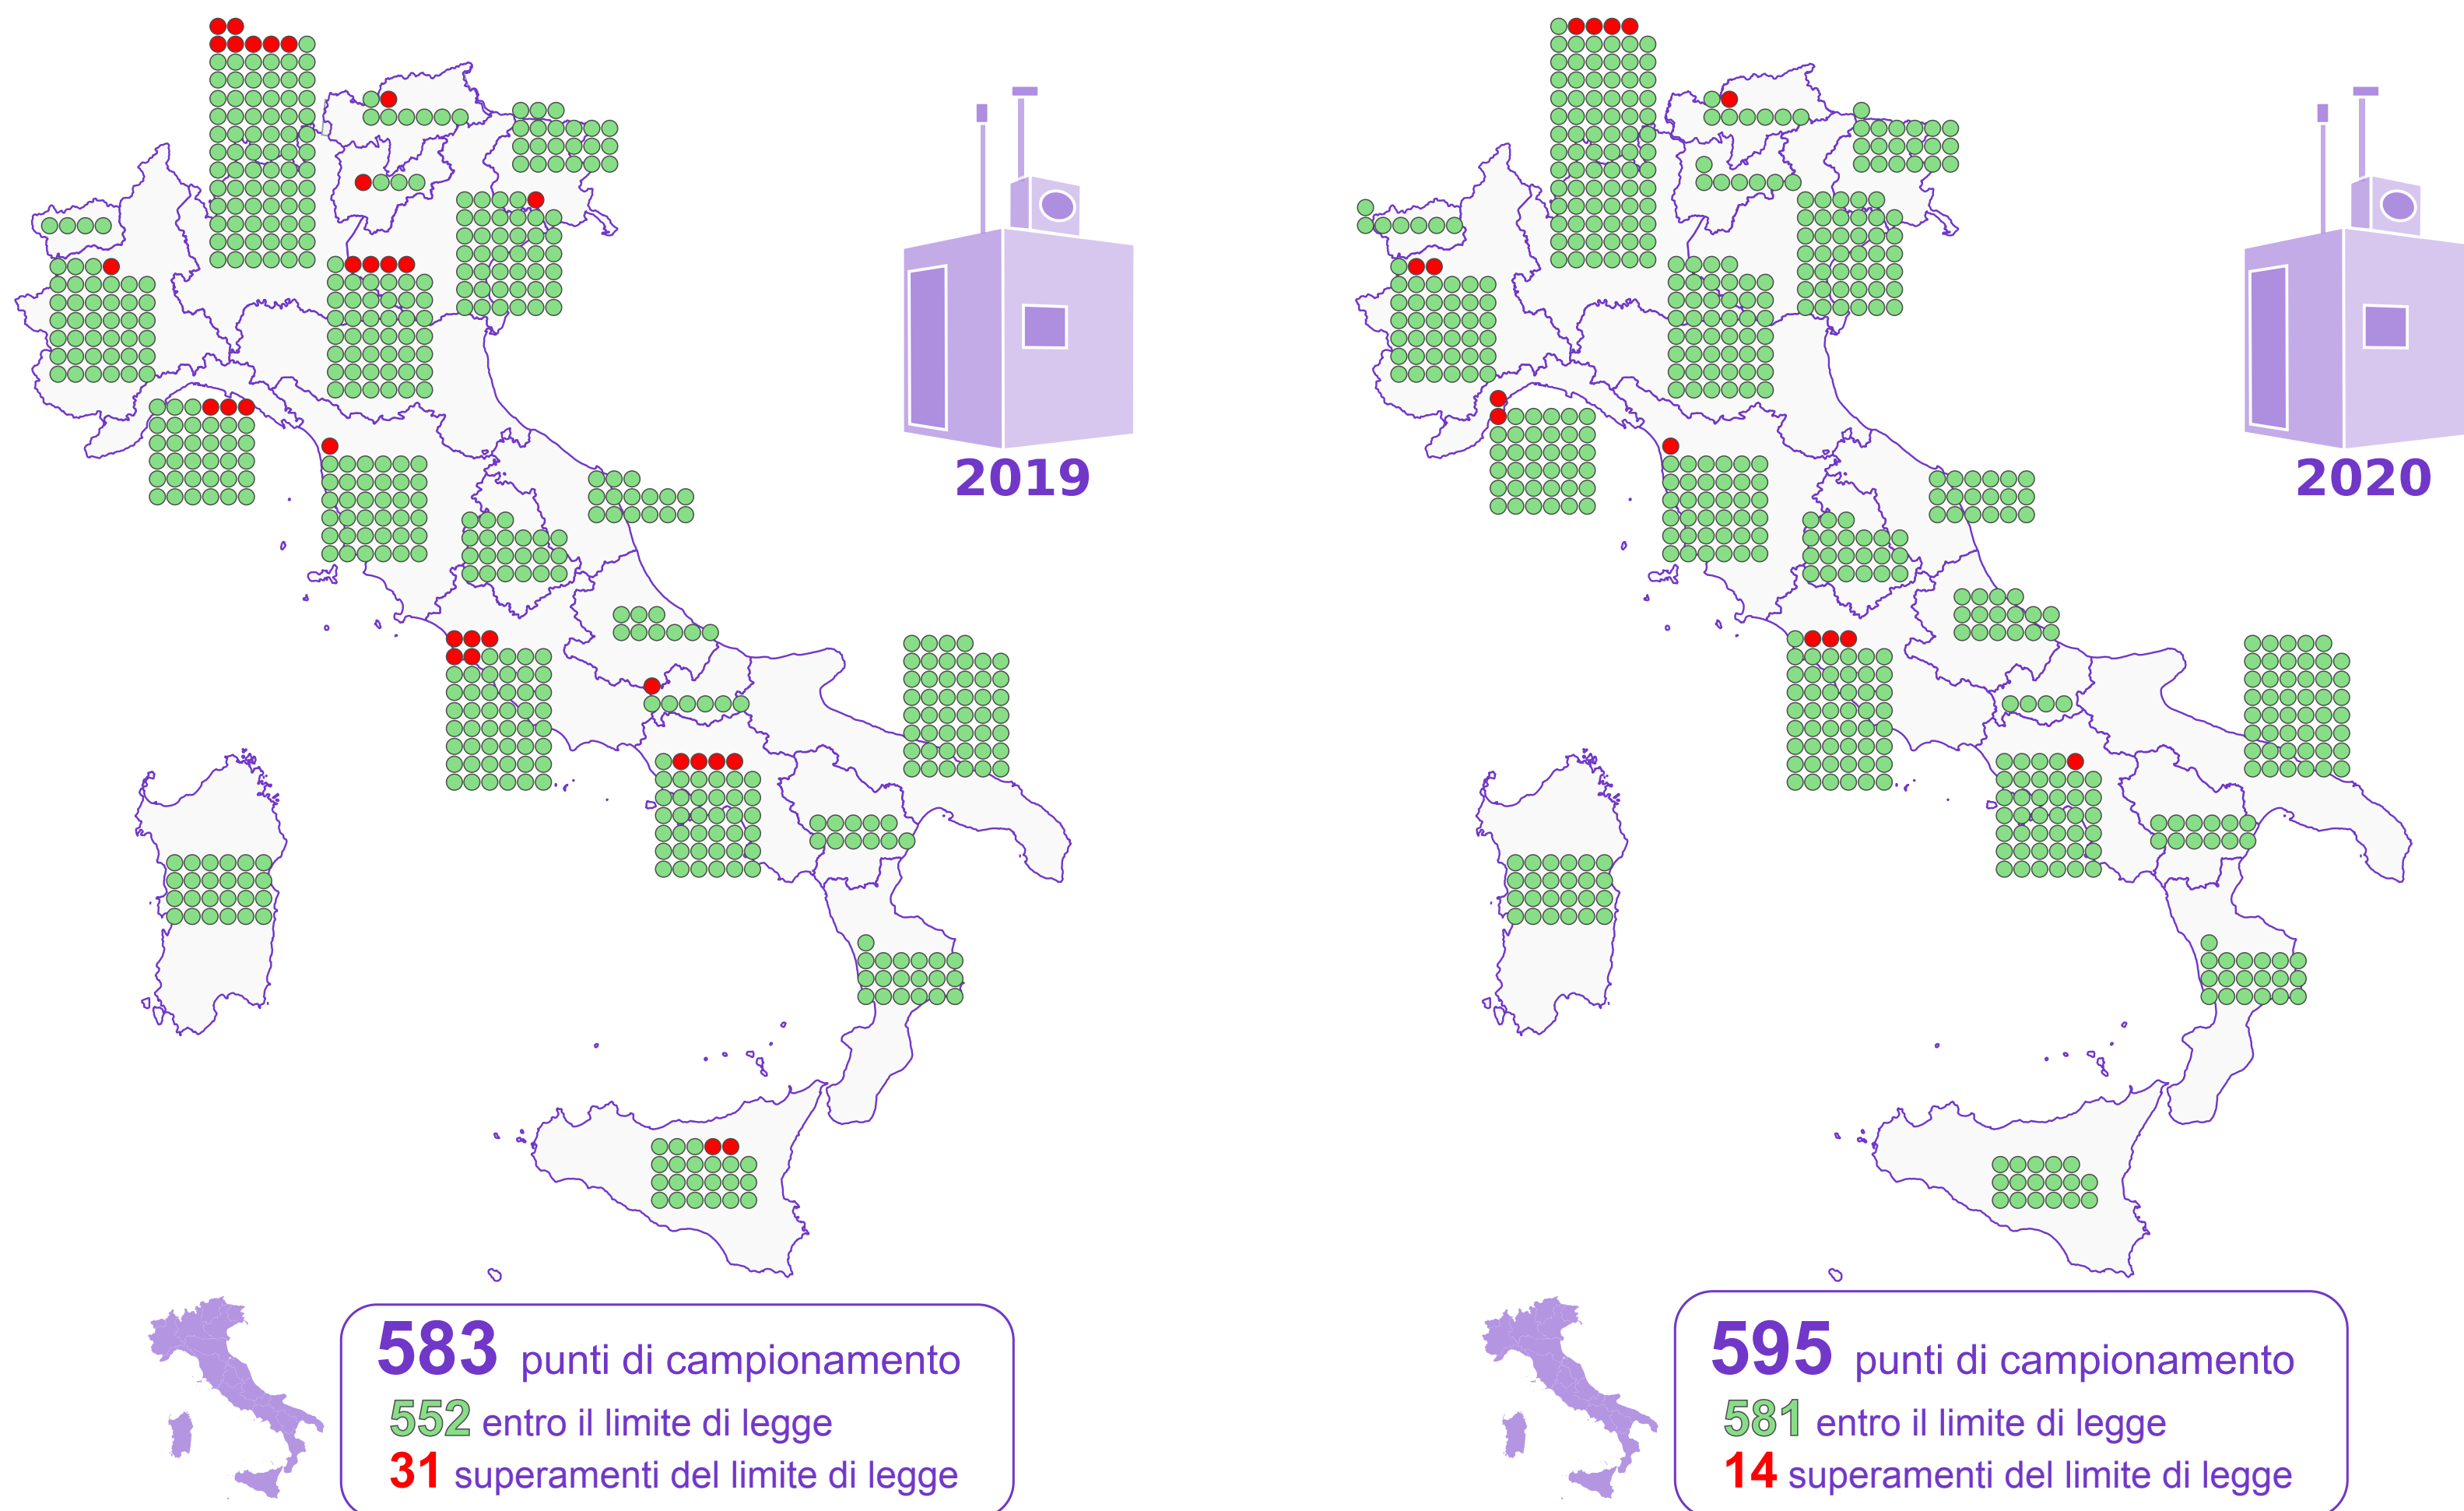 2019
2020
583 punti di campionamento
552 entro il limite di legge
31 superamenti del limite di legge
595 punti di campionamento
581 entro il limite di legge
14 superamenti del limite di legge